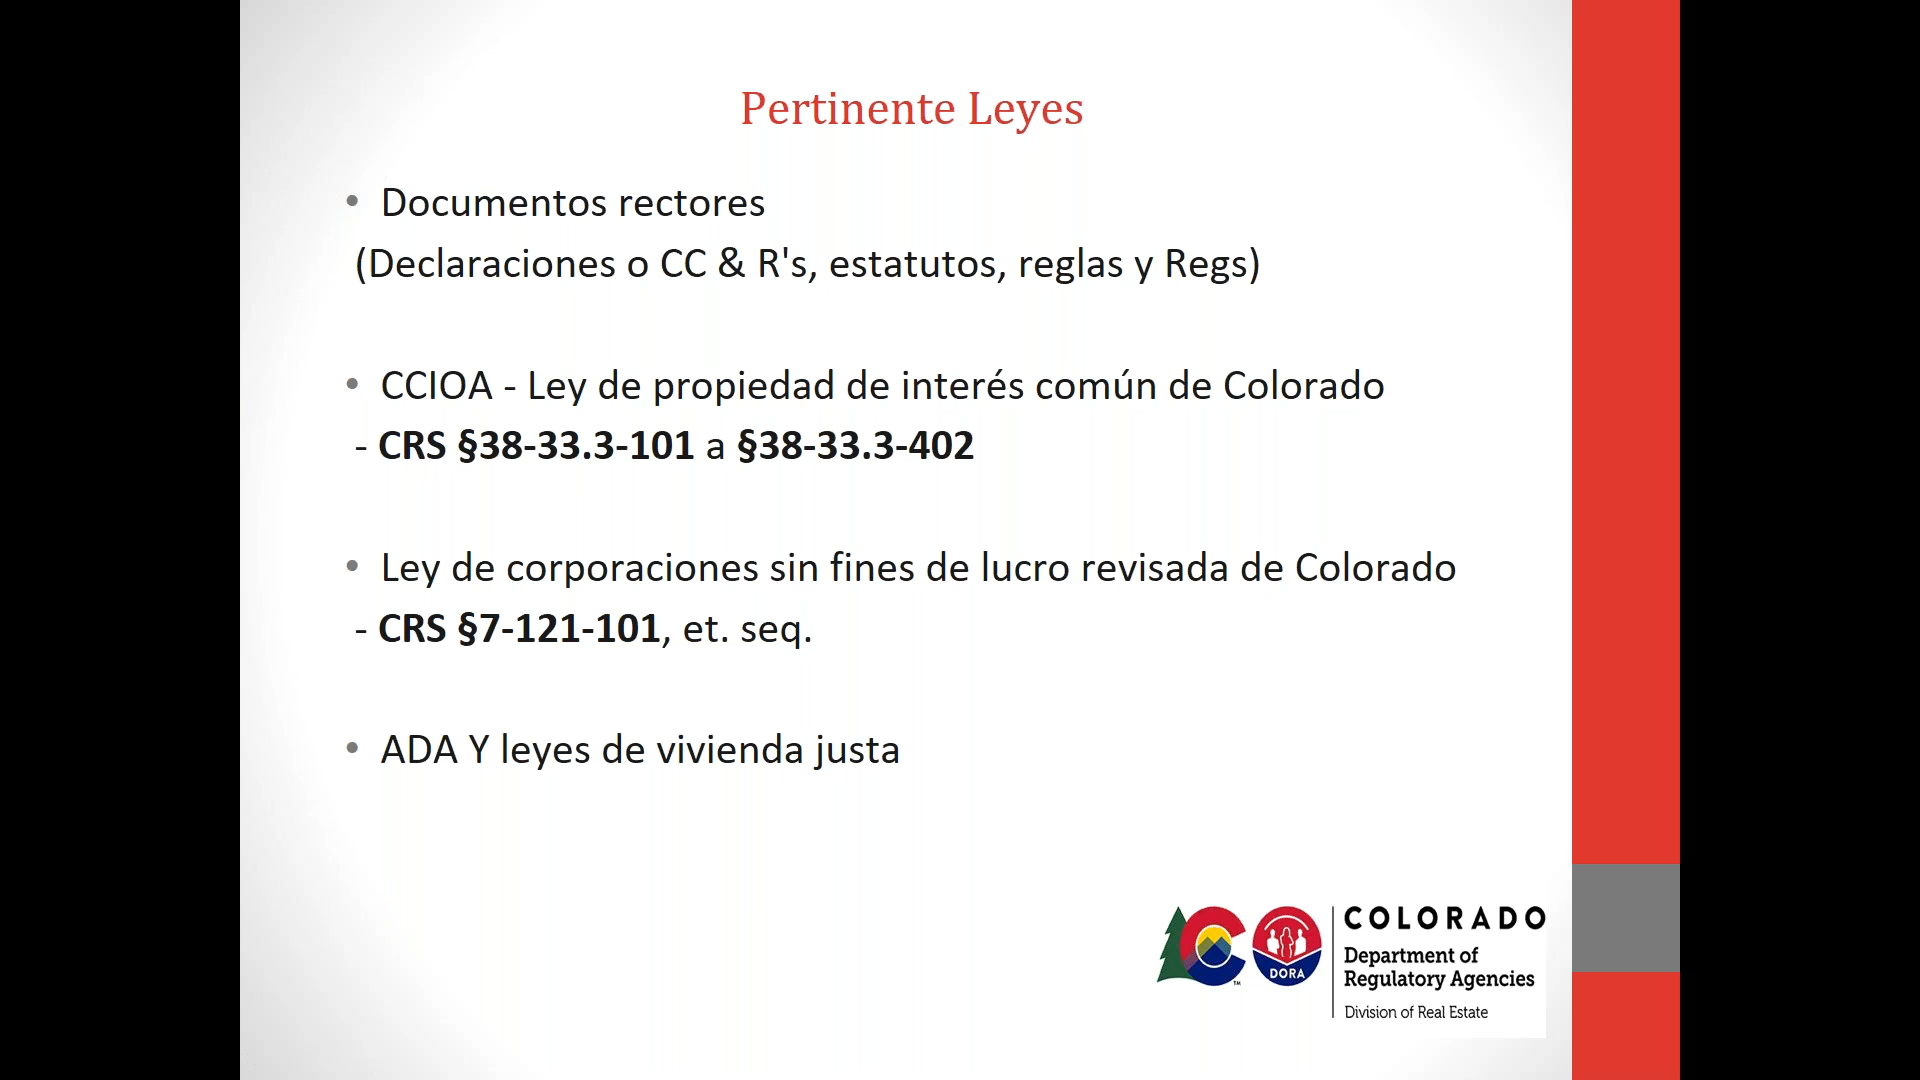 Pertinente Leyes
• Documentos rectores
(Declaraciones o CC & R's, estatutos, reglas y Regs)
• CCIOA - Ley de propiedad de interés común de Colorado
- CRS §38-33.3-101 a §38-33.3-402
• Ley de corporaciones sin fines de lucro revisada de Colorado
- CRS §7-121-101, et. seq.
• ADA Y leyes de vivienda justa
TM
DORA
COLORADO
Department of
Regulatory Agencies
Division of Real Estate